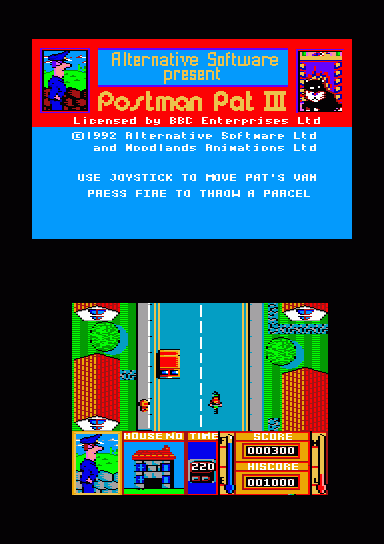 Alternative Software
present
Postman Pat III
Licensed by BBC Enterprises Ltd
©1992 Alternative Software Ltd
and Woodlands Animations Ltd
USE JOYSTICK TO MOVE PAT'S VAN
PRESS FIRE TO THROW A PARCEL
HOUSE NO TIME SCORE
000300
220
HISCORE
001000